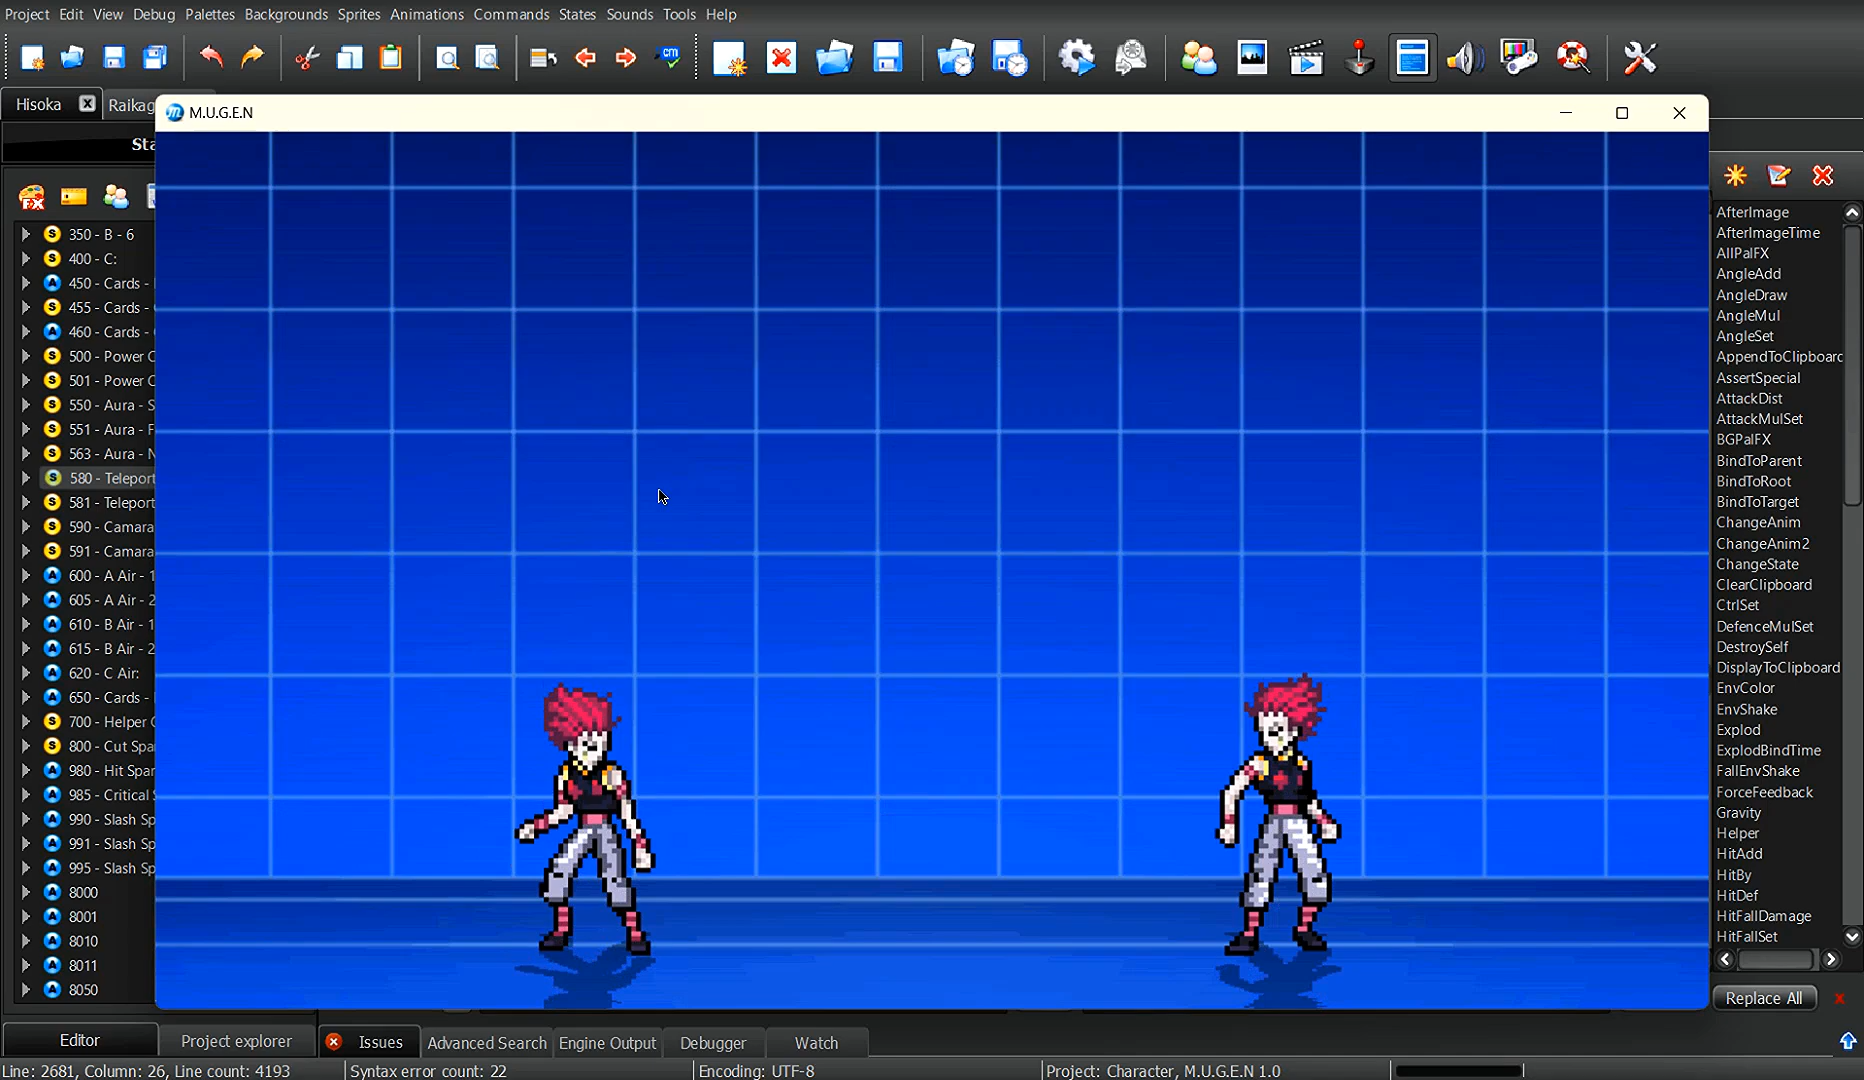 Project Edit View Debug Palettes Backgrounds Sprites Animations Commands States Sounds Tools Help
cm
Hisoka
Raikag
M.U.G.E.N
Sta
FX
350 - B - 6
400 - C:
450 - Cards -
455 - Cards -
460 - Cards -
500 - Power C
501 - Power C
550 - Aura - S
551 - Aura - F
563 - Aura - N
580 - Teleport
581 - Teleport
590 - Camara
591 - Camara
600 - A Air - 1
605 - A Air - 2
610 - B Air - 1
615 - B Air - 2
620 - C Air:
650 - Cards -
700 - Helper C
800 - Cut Spa
980 - Hit Spar
985 - Critical S
990 - Slash Sp
991 - Slash Sp
995 - Slash Sp
8000
8001
8010
8011
8050
AfterImage
AfterImageTime
AllPalFX
AngleAdd
AngleDraw
AngleMul
AngleSet
AppendToClipboard
AssertSpecial
AttackDist
AttackMulSet
BGPalFX
BindToParent
BindToRoot
BindToTarget
ChangeAnim
ChangeAnim2
ChangeState
ClearClipboard
CtrlSet
DefenceMulSet
DestroySelf
DisplayToClipboard
EnvColor
EnvShake
Explod
ExplodBindTime
FallEnvShake
ForceFeedback
Gravity
Helper
HitAdd
HitBy
HitDef
HitFallDamage
HitFallSet
Replace All
Editor
Project explorer
Issues
Advanced Search
Engine Output
Debugger
Watch
Line: 2681, Column: 26, Line count: 4193
Syntax error count: 22
Encoding: UTF-8
Project: Character, M.U.G.E.N 1.0